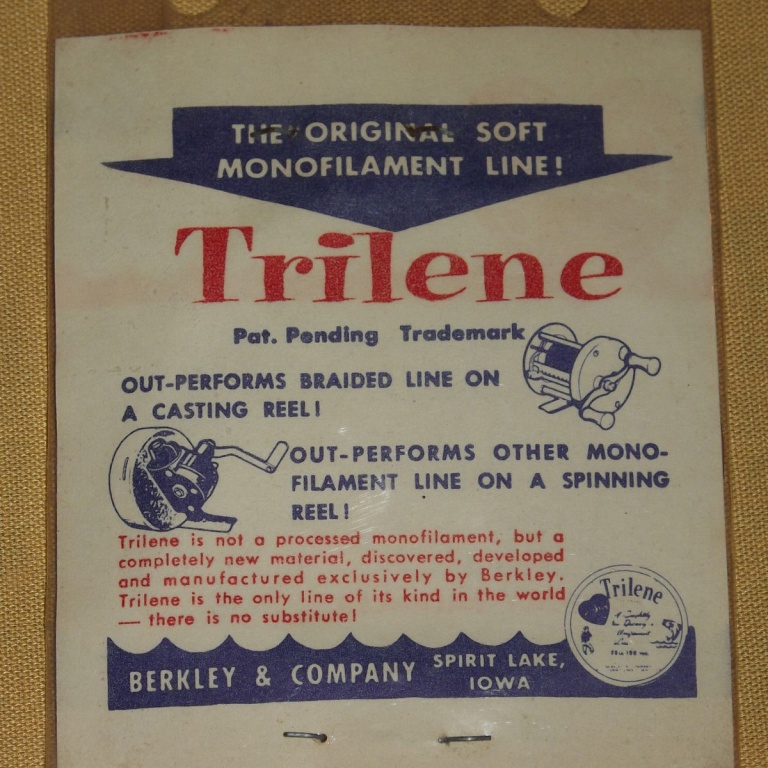 THE ORIGINAL SOFT
MONOFILAMENT LINE!
Trilene
Pat. Pending Trademark
OUT-PERFORMS BRAIDED LINE ON
A CASTING REEL!
OUT-PERFORMS OTHER MONO-
FILAMENT LINE ON A SPINNING
REEL!
Trilene is not a processed monofilament, but a
completely new material, discovered, developed
and manufactured exclusively by Berkley.
Trilene is the only line of its kind in the world
— there is no substitute!
Trilene
BERKLEY & COMPANY SPIRIT LAKE,
IOWA